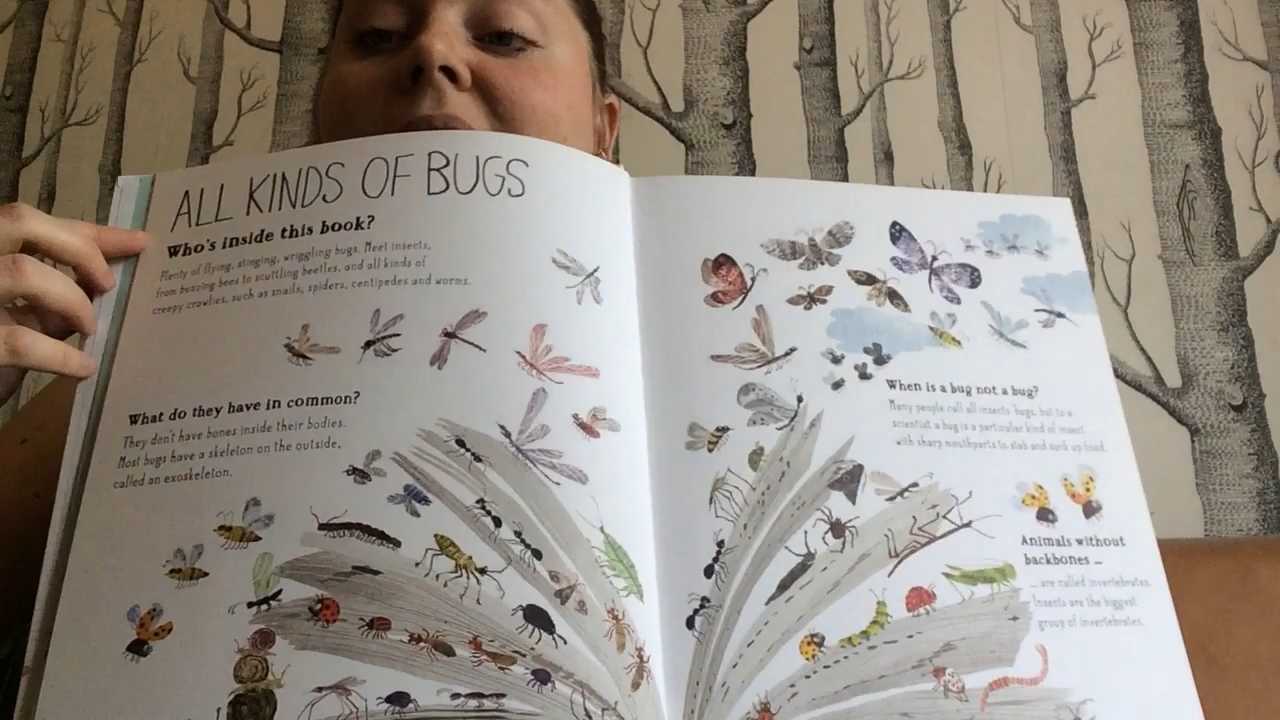 ALL KINDS OF BUGS
Who's inside this book?
Plenty of flying, stinging, wriggling bugs. Meet insects,
from buzzing bees to scuttling beetles, and all kinds of
creepy crawlies, such as snails, spiders, centipedes and worms.
What do they have in common?
They don't have bones inside their bodies.
Most bugs have a skeleton on the outside,
called an exoskeleton.
When is a bug not a bug?
Many people call all insects 'bugs', but to a
scientist, a bug is a particular kind of insect
with sharp mouthparts to stab and suck up food.
Animals without
backbones –
... are called invertebrates.
Insects are the biggest
group of invertebrates.